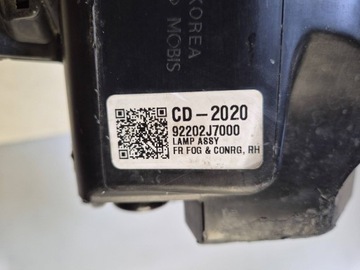 KOREA
MOBIS
CD-2020
92202J7000
LAMP ASSY
FR FOG & CONRG, RH